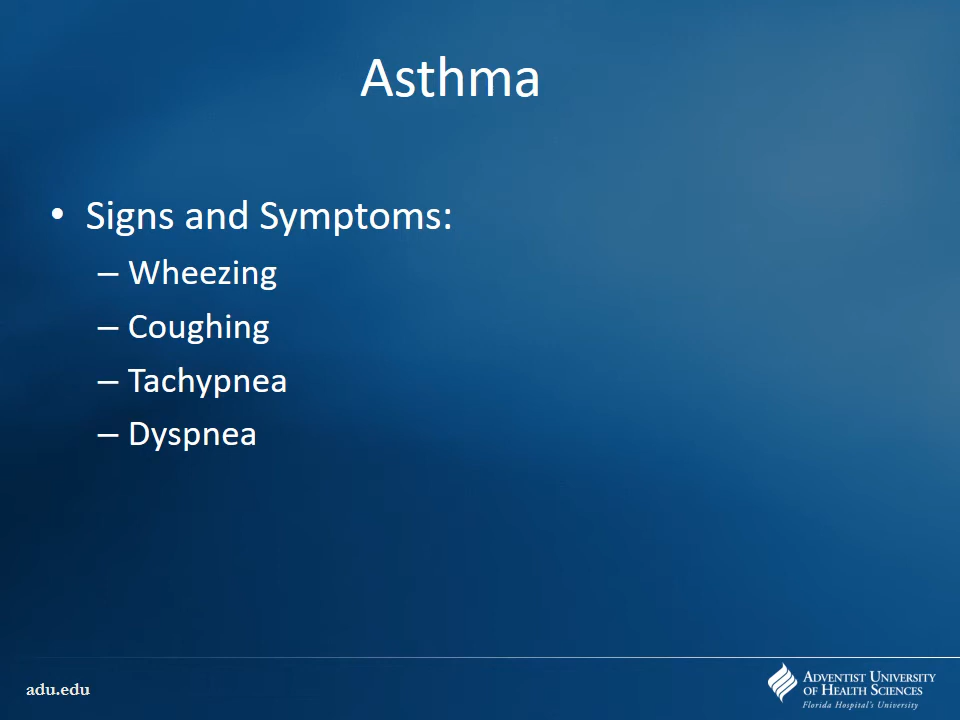 Asthma
• Signs and Symptoms:
– Wheezing
– Coughing
– Tachypnea
– Dyspnea
adu.edu
ADVENTIST UNIVERSITY
OF HEALTH SCIENCES
Florida Hospital's University